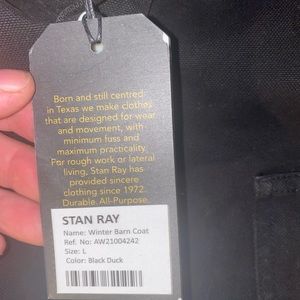 Born and still centred
in Texas we make clothes
that are designed for wear
and movement, with
minimum fuss and
maximum practicality.
For rough work or lateral
living, Stan Ray has
provided sincere
clothing since 1972.
Durable. All-Purpose.
STAN RAY
Name: Winter Barn Coat
Ref. No: AW21004242
Size: L
Color: Black Duck